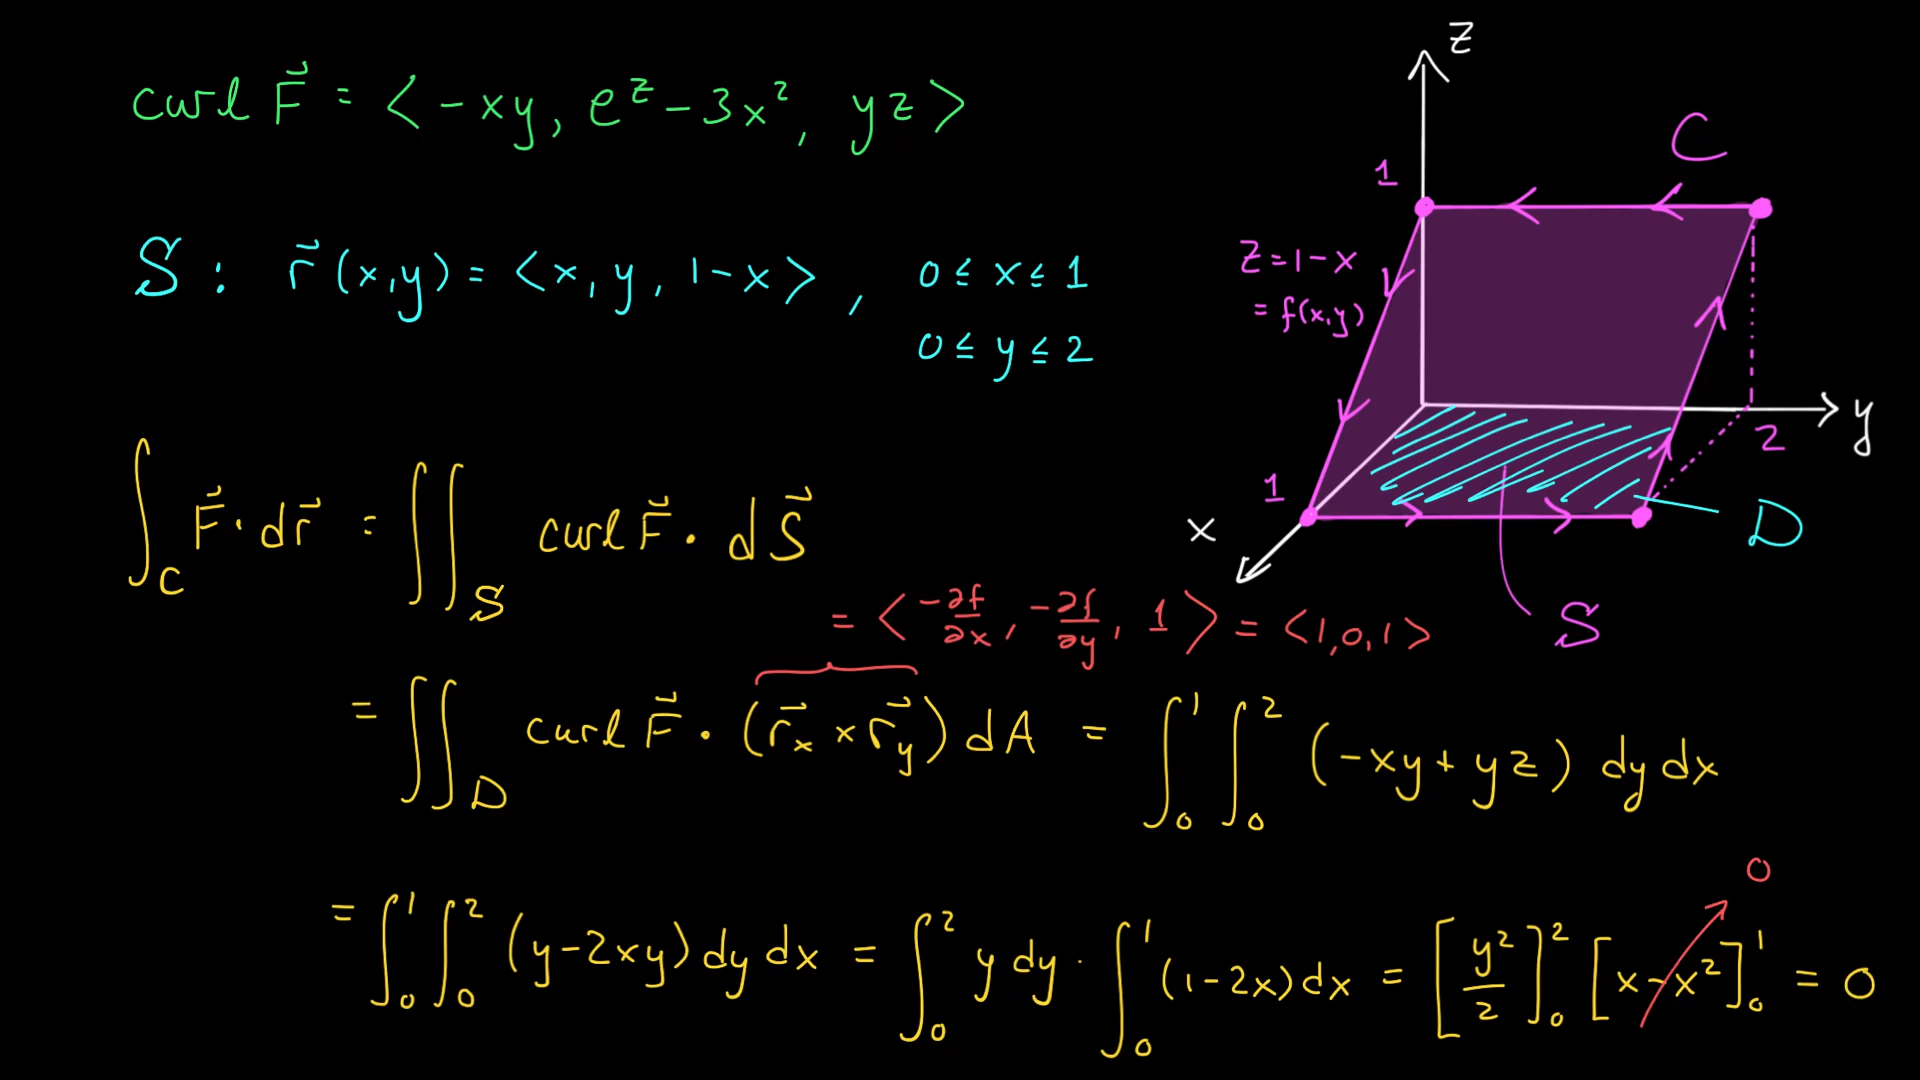 curl F⃗ = < -xy, e^z - 3x², yz >
S : r⃗(x,y) = < x, y, 1-x > , 0 ≤ x ≤ 1
0 ≤ y ≤ 2
z
C
1
z = 1-x
= f(x,y)
y
2
1
x
D
S
∫_C F⃗ · dr⃗ = ∬_S curl F⃗ · dS⃗
= < -∂f/∂x, -∂f/∂y, 1 > = <1,0,1>
= ∬_D curl F⃗ · (r⃗_x × r⃗_y) dA = ∫_0^1 ∫_0^2 (-xy + yz) dy dx
0
= ∫_0^1 ∫_0^2 (y-2xy) dy dx = ∫_0^2 y dy · ∫_0^1 (1-2x) dx = [y²/2]_0^2 [x-x²]_0^1 = 0